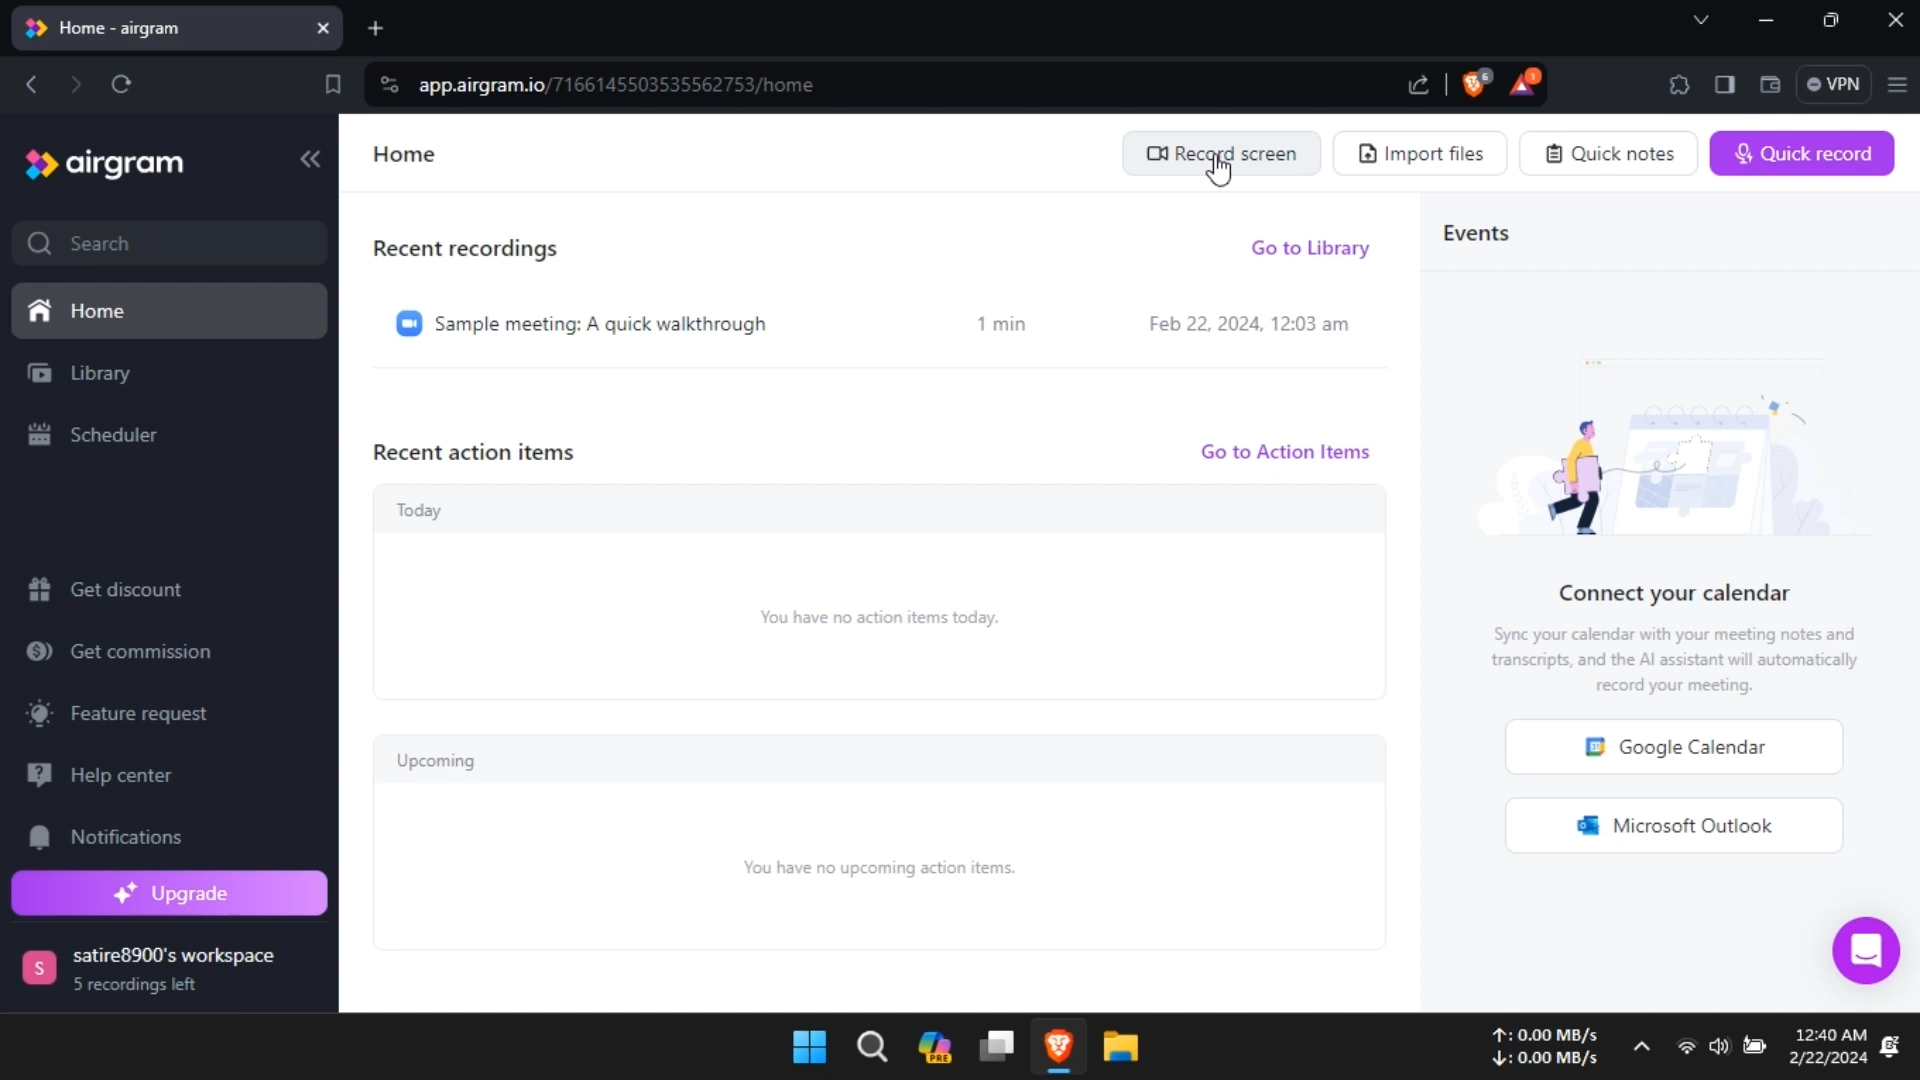 Home - airgram
app.airgram.io/7166145503535562753/home
6
1
VPN
airgram
Search
Home
Library
Scheduler
Get discount
Get commission
Feature request
Help center
Notifications
Upgrade
S
satire8900's workspace
5 recordings left
Home
Record screen
Import files
Quick notes
Quick record
Recent recordings
Go to Library
Sample meeting: A quick walkthrough
1 min
Feb 22, 2024, 12:03 am
Recent action items
Go to Action Items
Today
You have no action items today.
Upcoming
You have no upcoming action items.
Events
Connect your calendar
Sync your calendar with your meeting notes and
transcripts, and the AI assistant will automatically
record your meeting.
Google Calendar
Microsoft Outlook
PRE
↑: 0.00 MB/s
↓: 0.00 MB/s
12:40 AM
2/22/2024